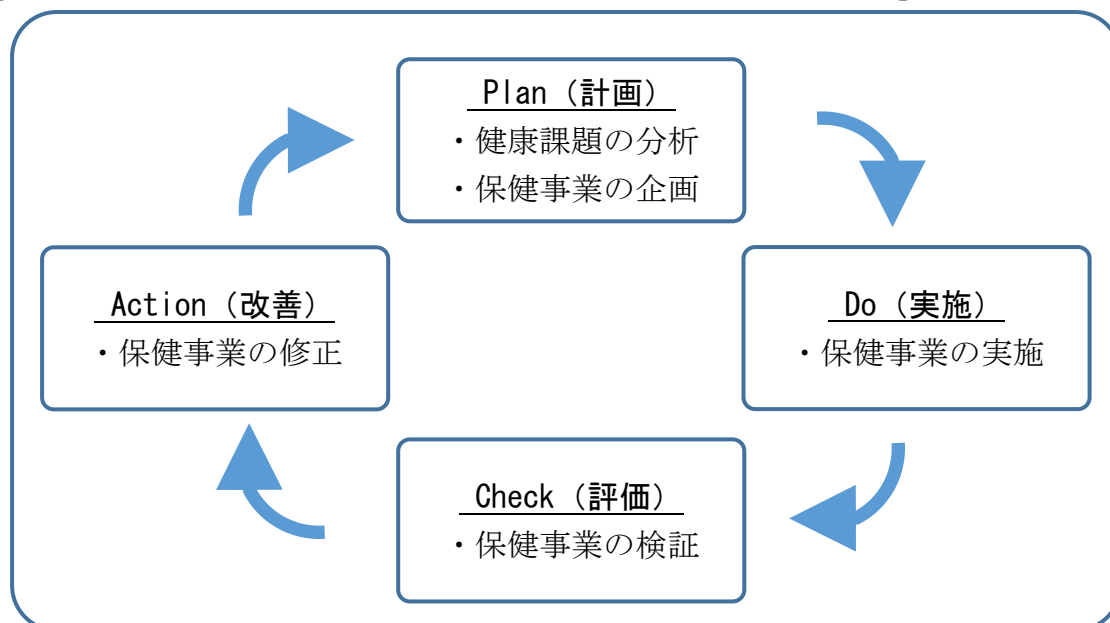 Plan（計画）
・健康課題の分析
・保健事業の企画
Do（実施）
・保健事業の実施
Check（評価）
・保健事業の検証
Action（改善）
・保健事業の修正